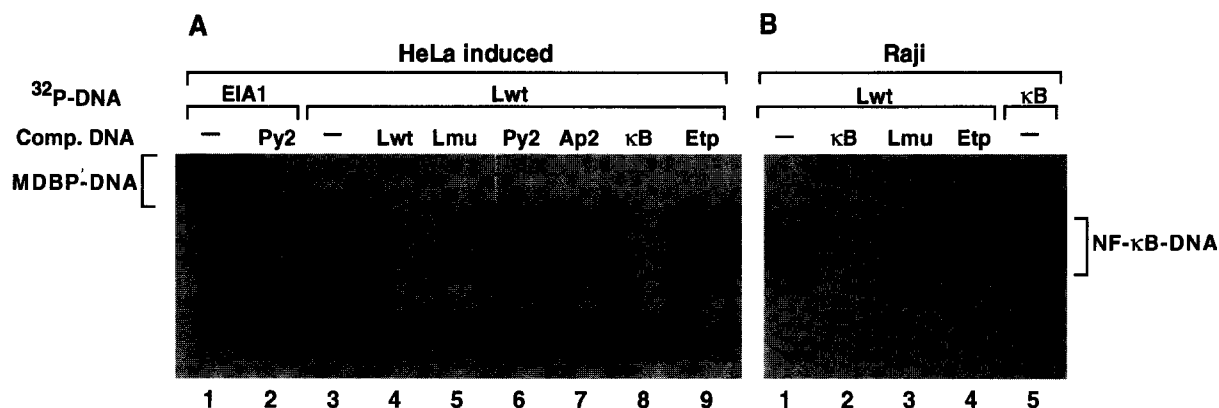 A
B
HeLa induced
Raji
³²P-DNA
EIA1
Lwt
Lwt
κB
Comp. DNA
— Py2 — Lwt Lmu Py2 Ap2 κB Etp
— κB Lmu Etp —
MDBP-DNA
NF-κB-DNA
1 2 3 4 5 6 7 8 9
1 2 3 4 5